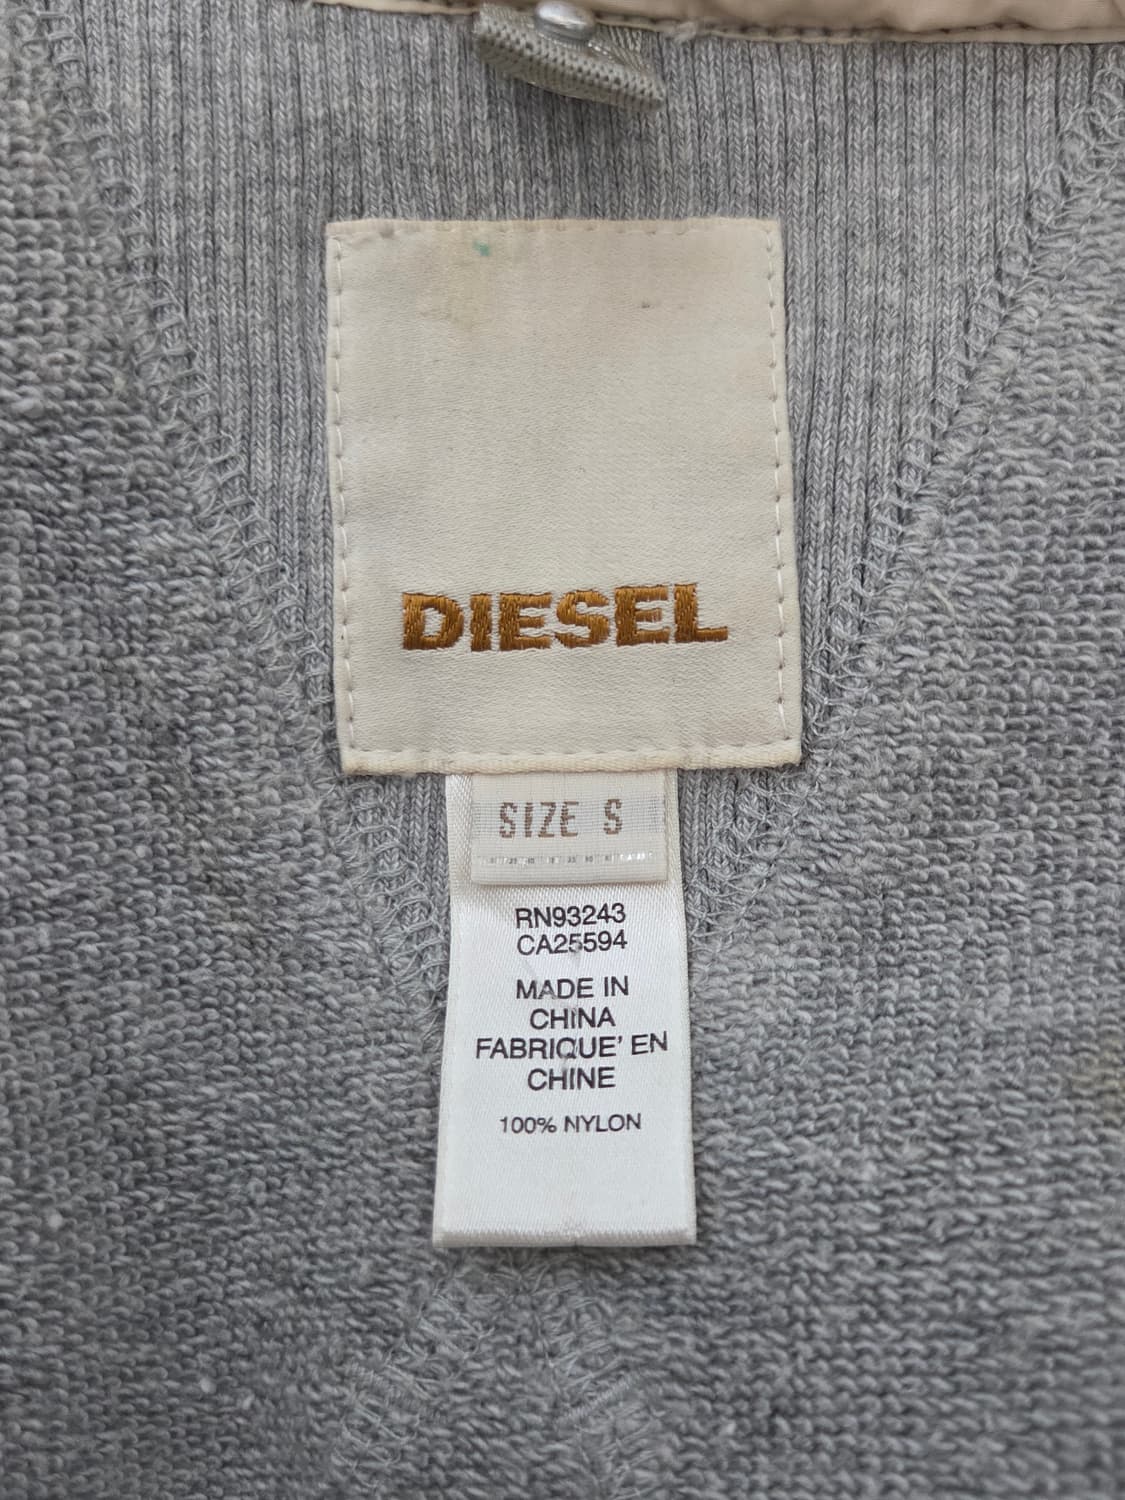 DIESEL
SIZE S
RN93243
CA25594
MADE IN
CHINA
FABRIQUE' EN
CHINE
100% NYLON